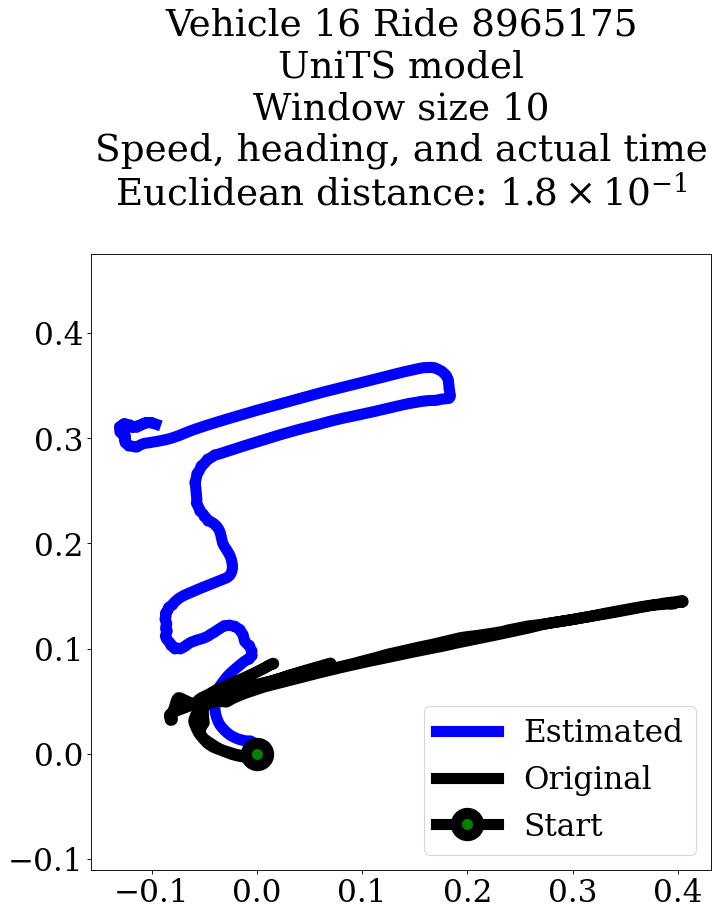 Vehicle 16 Ride 8965175
UniTS model
Window size 10
Speed, heading, and actual time
Euclidean distance: 1.8 × 10⁻¹
0.4
0.3
0.2
0.1
0.0
−0.1
Estimated
Original
Start
−0.1 0.0 0.1 0.2 0.3 0.4